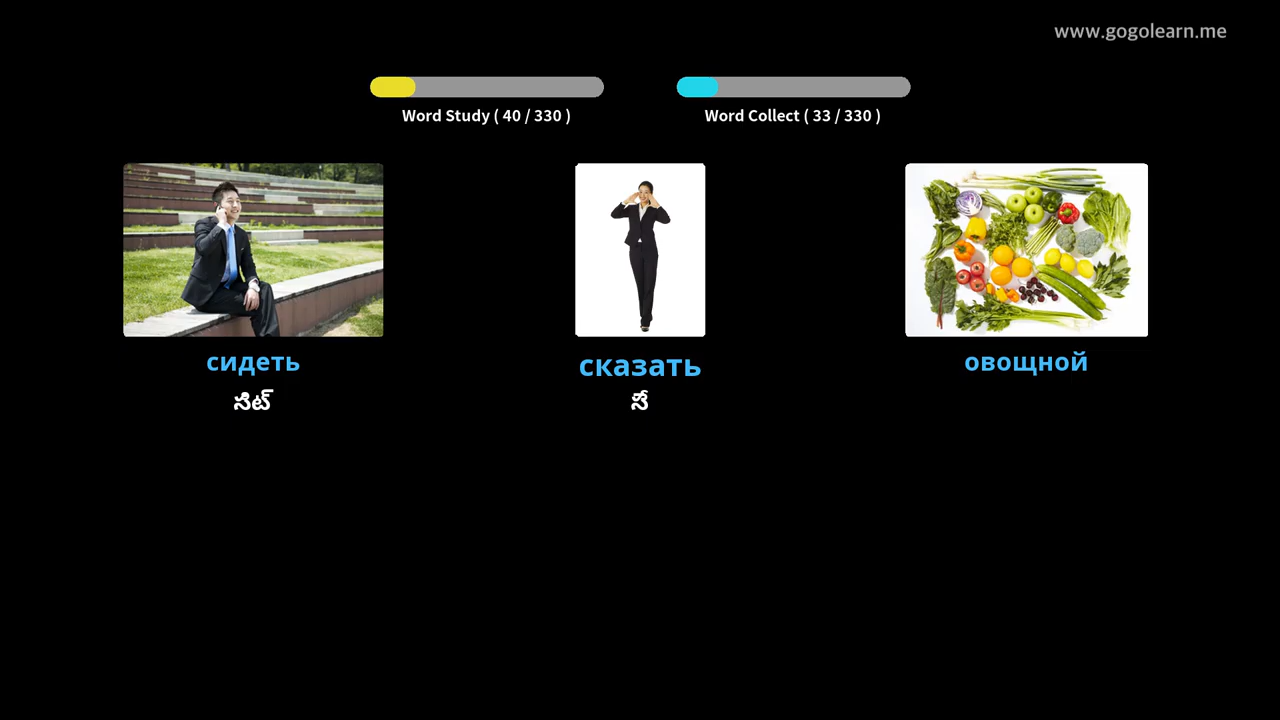 www.gogolearn.me
Word Study ( 40 / 330 )
Word Collect ( 33 / 330 )
сидеть
сказать
овощной
సిట్
సే